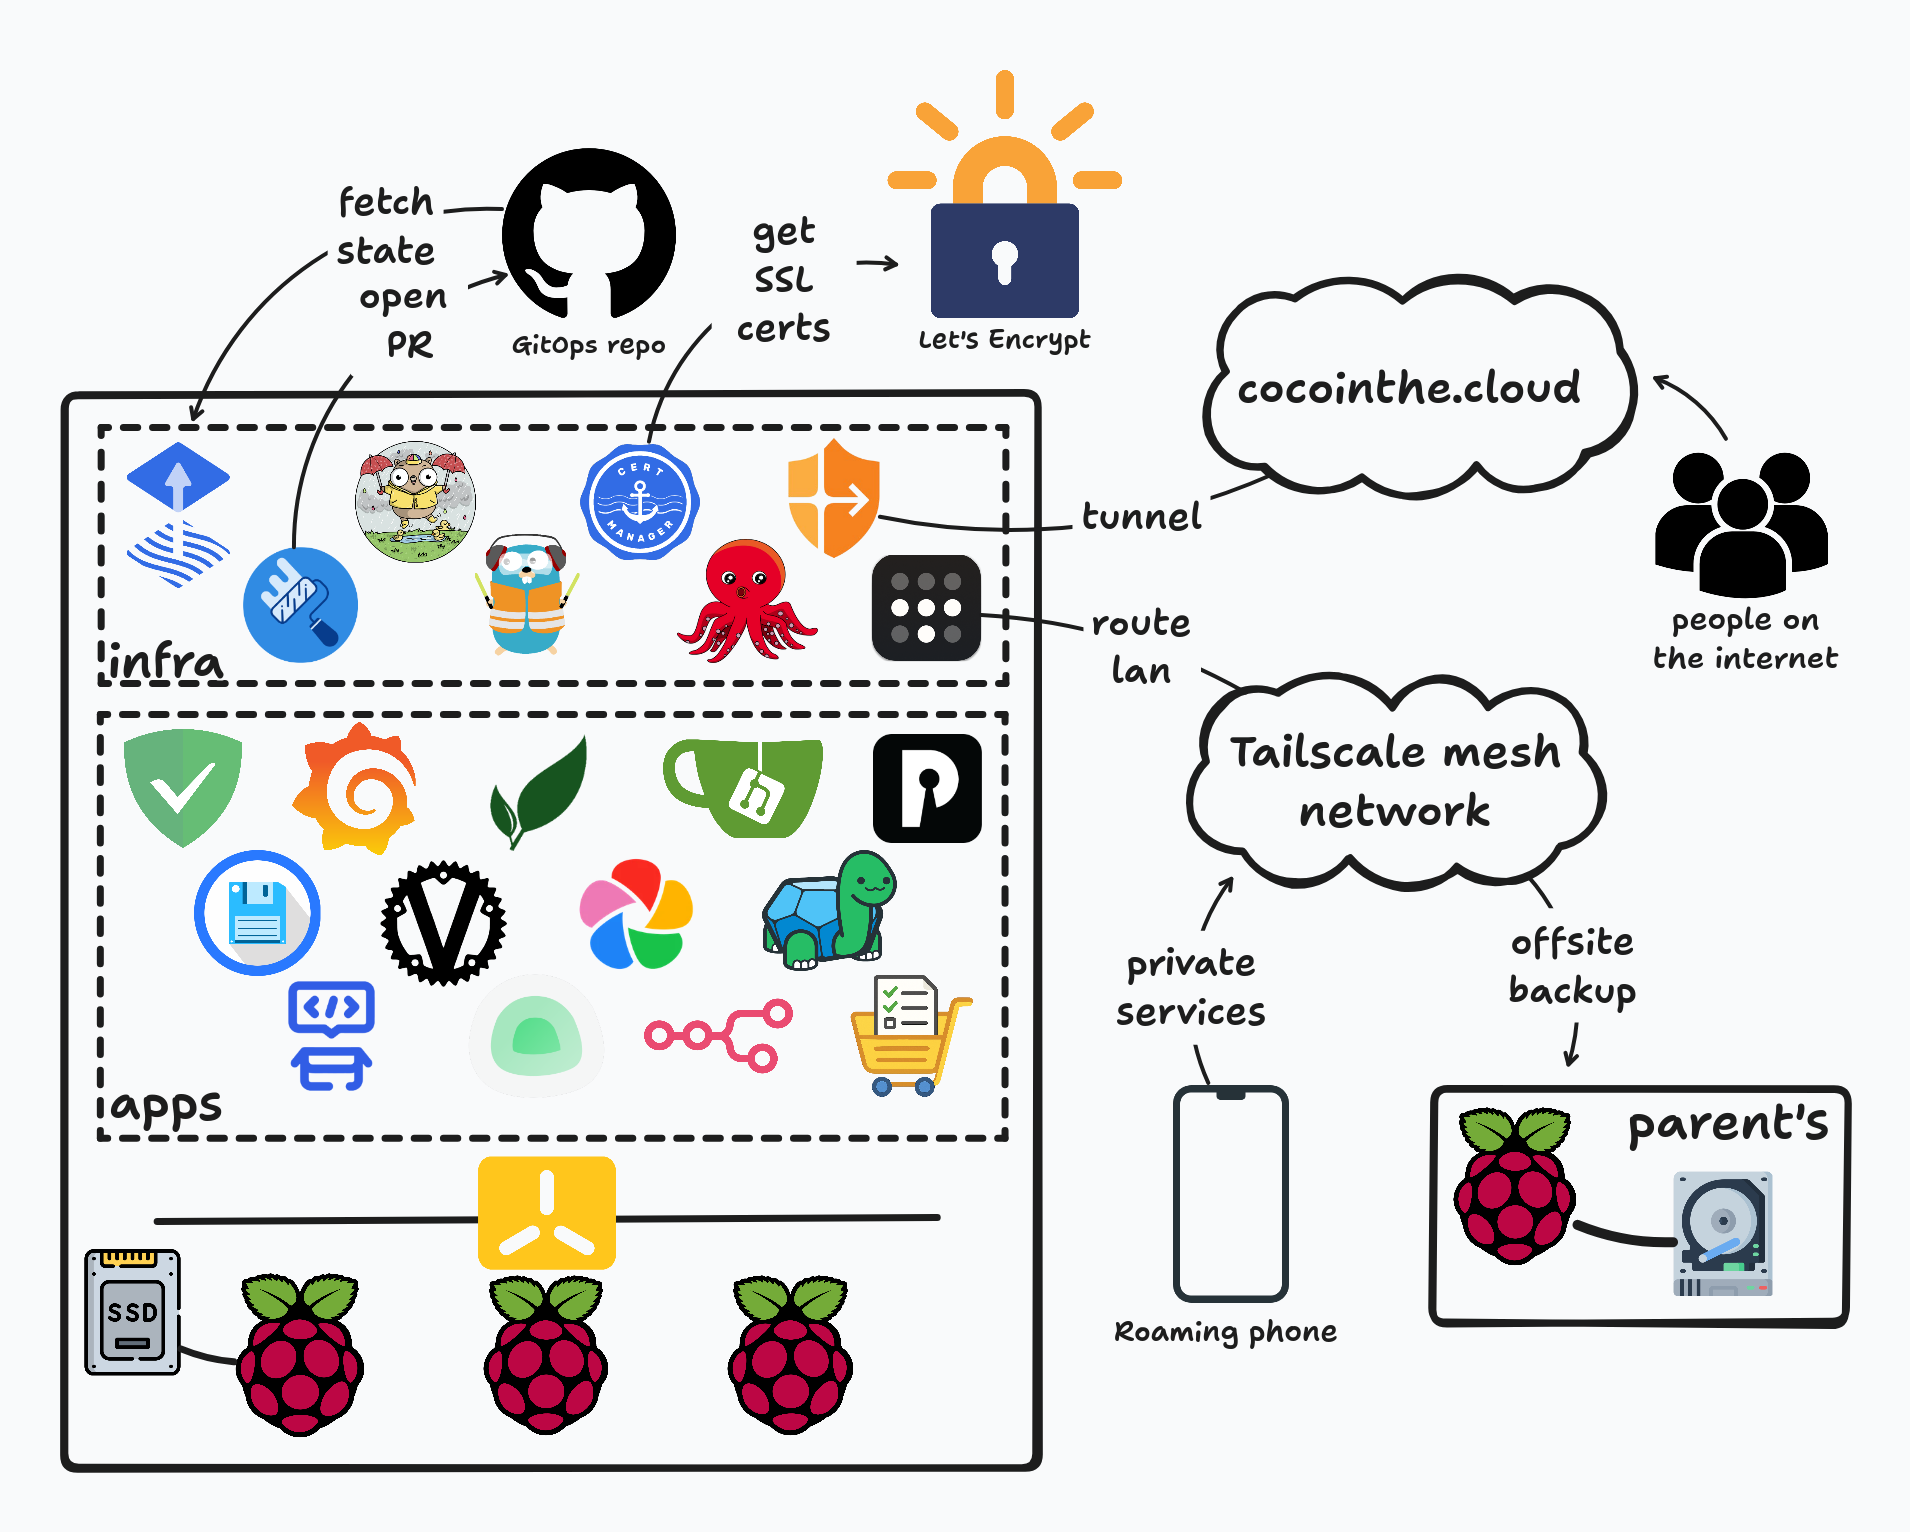 fetch
state
open
PR
GitOps repo
get
SSL
certs
Let's Encrypt
cocointhe.cloud
people on
the internet
CERT
MANAGER
tunnel
route
lan
infra
Tailscale mesh
network
private
services
offsite
backup
apps
</>
SSD
Roaming phone
parent's